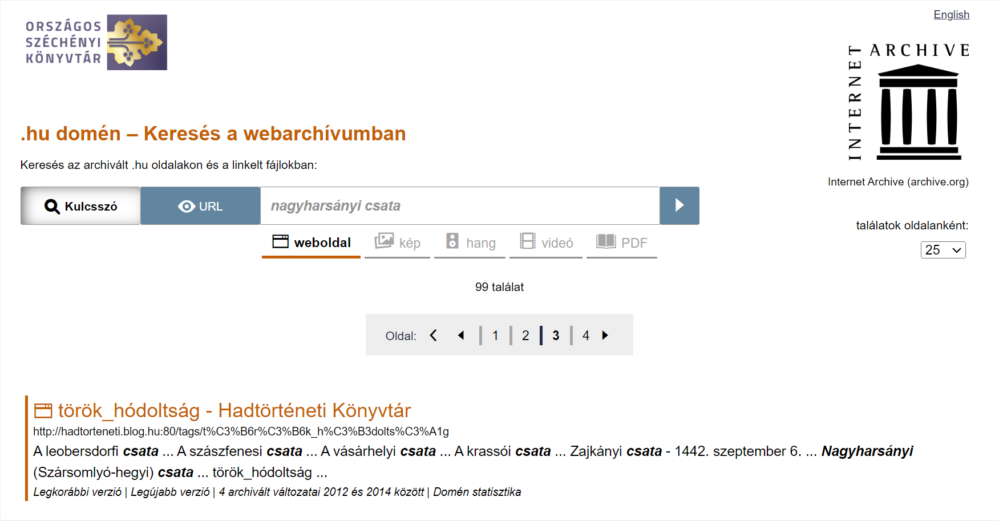 English
ORSZÁGOS
SZÉCHÉNYI
KÖNYVTÁR
INTERNET ARCHIVE
.hu domén – Keresés a webarchívumban
Keresés az archivált .hu oldalakon és a linkelt fájlokban:
Internet Archive (archive.org)
Kulcsszó URL nagyharsányi csata
találatok oldalanként:
weboldal kép hang videó PDF
25
99 találat
Oldal: 1 2 3 4
török_hódoltság - Hadtörténeti Könyvtár
http://hadtorteneti.blog.hu:80/tags/t%C3%B6r%C3%B6k_h%C3%B3dolts%C3%A1g
A leobersdorfi csata ... A szászfenesi csata ... A vásárhelyi csata ... A krassói csata ... Zajkányi csata - 1442. szeptember 6. ... Nagyharsányi
(Szársomlyó-hegyi) csata ... török_hódoltság ...
Legkorábbi verzió | Legújabb verzió | 4 archivált változatai 2012 és 2014 között | Domén statisztika